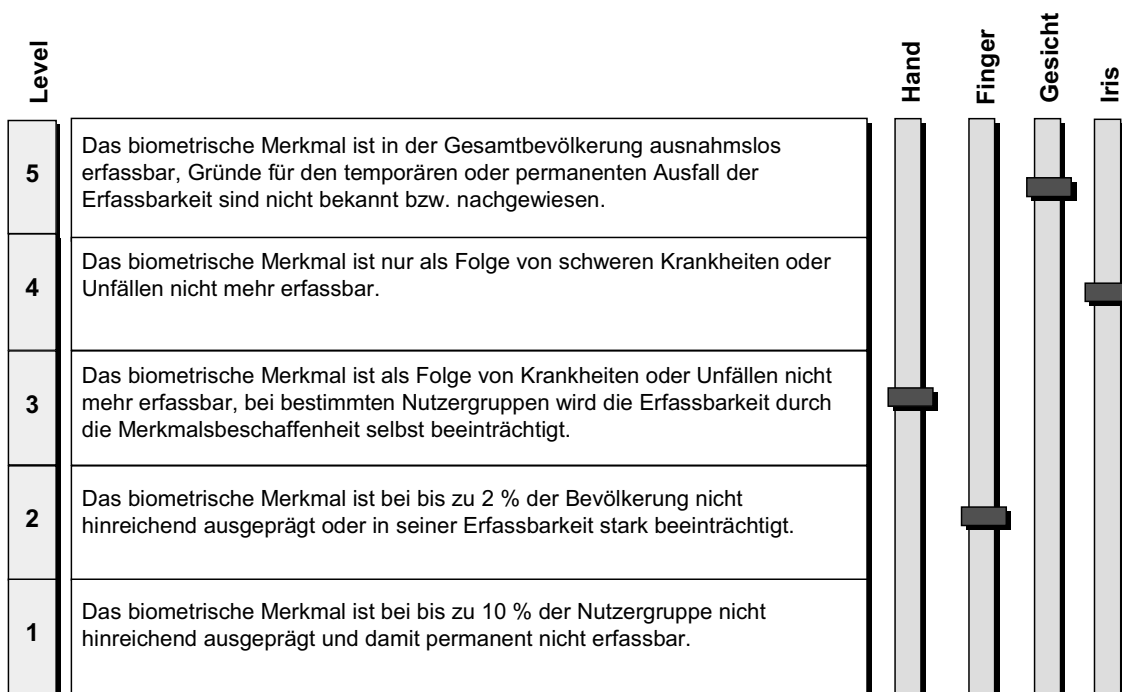 Level
Hand
Finger
Gesicht
Iris
5
Das biometrische Merkmal ist in der Gesamtbevölkerung ausnahmslos
erfassbar, Gründe für den temporären oder permanenten Ausfall der
Erfassbarkeit sind nicht bekannt bzw. nachgewiesen.
4
Das biometrische Merkmal ist nur als Folge von schweren Krankheiten oder
Unfällen nicht mehr erfassbar.
3
Das biometrische Merkmal ist als Folge von Krankheiten oder Unfällen nicht
mehr erfassbar, bei bestimmten Nutzergruppen wird die Erfassbarkeit durch
die Merkmalsbeschaffenheit selbst beeinträchtigt.
2
Das biometrische Merkmal ist bei bis zu 2 % der Bevölkerung nicht
hinreichend ausgeprägt oder in seiner Erfassbarkeit stark beeinträchtigt.
1
Das biometrische Merkmal ist bei bis zu 10 % der Nutzergruppe nicht
hinreichend ausgeprägt und damit permanent nicht erfassbar.